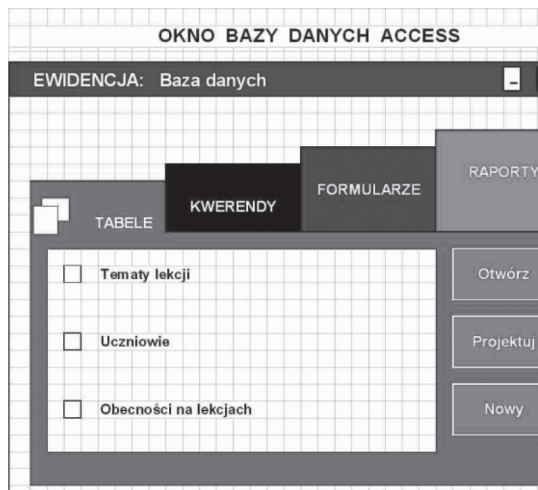 OKNO BAZY DANYCH ACCESS
EWIDENCJA: Baza danych
RAPORTY
FORMULARZE
KWERENDY
TABELE
Tematy lekcji
Otwórz
Uczniowie
Projektuj
Obecności na lekcjach
Nowy